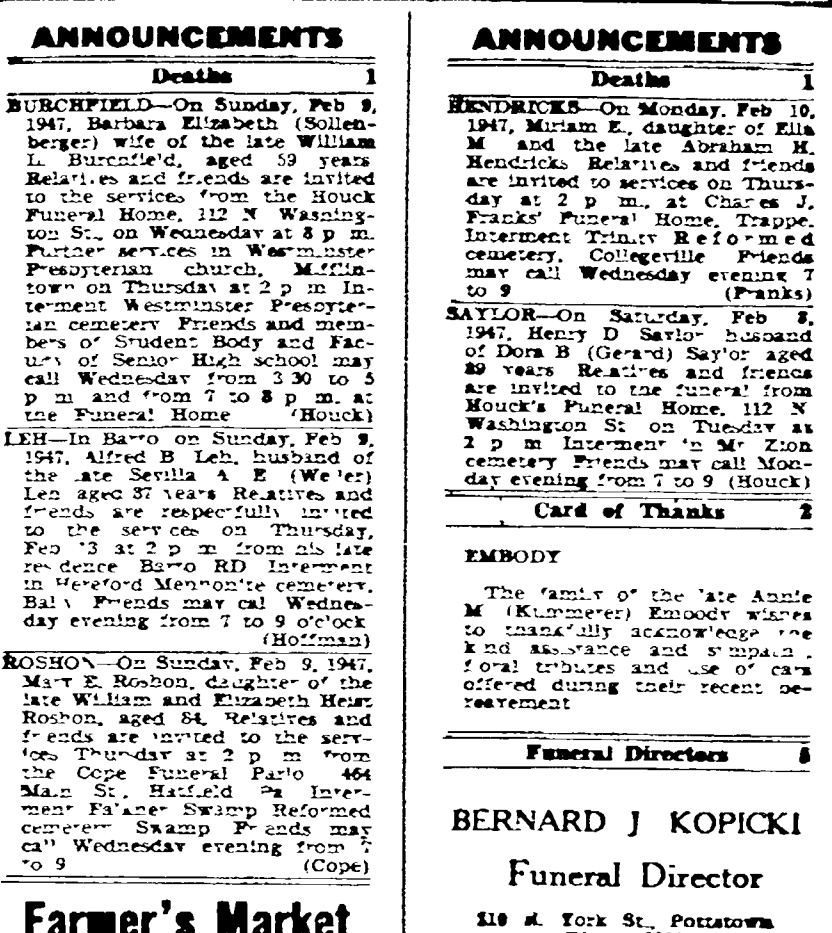 ANNOUNCEMENTS
Deaths 1
BURCHFIELD—On Sunday, Feb 9,
1947, Barbara Elizabeth (Sollen-
berger) wife of the late William
L. Burchfield, aged 59 years
Relatives and friends are invited
to the services from the Houck
Funeral Home, 112 N Washing-
ton St., on Wednesday at 8 p m.
Further services in Westminster
Presbyterian church, Mifflin-
town on Thursday at 2 p m In-
terment Westminster Presbyter-
ian cemetery Friends and mem-
bers of Student Body and Fac-
ulty of Senior High school may
call Wednesday from 3 30 to 5
p m and from 7 to 8 p m. at
the Funeral Home (Houck)
LEH—In Barto on Sunday, Feb 9,
1947, Alfred B Leh, husband of
the late Sevilla A E (Weller)
Leh aged 87 years Relatives and
friends are respectfully invited
to the services on Thursday,
Feb 13 at 2 p m from his late
residence Barto RD Interment
in Hereford Mennonite cemetery,
Bally Friends may call Wednes-
day evening from 7 to 9 o'clock
(Hoffman)
ROSHON—On Sunday, Feb 9, 1947,
Mary E. Roshon, daughter of the
late William and Elizabeth Heist
Roshon, aged 84, Relatives and
friends are invited to the serv-
ices Thursday at 2 p m from
the Cope Funeral Parlo 464
Main St., Hatfield Pa Inter-
ment Falkner Swamp Reformed
cemetery Swamp Friends may
call Wednesday evening from 7
to 9 (Cope)
Farmer's Market
ANNOUNCEMENTS
Deaths 1
HENDRICKS—On Monday, Feb 10,
1947, Miriam E., daughter of Ella
M and the late Abraham H.
Hendricks Relatives and friends
are invited to services on Thurs-
day at 2 p m., at Charles J.
Franks' Funeral Home, Trappe.
Interment Trinity Reformed
cemetery, Collegeville Friends
may call Wednesday evening 7
to 9 (Franks)
SAYLOR—On Saturday, Feb 8,
1947, Henry D Saylor husband
of Dora B (Gerard) Saylor aged
89 years Relatives and friends
are invited to the funeral from
Houck's Funeral Home, 112 N
Washington St on Tuesday at
2 p m Interment in Mt Zion
cemetery Friends may call Mon-
day evening from 7 to 9 (Houck)
Card of Thanks 2
EMBODY
The family of the late Annie
M (Kummerer) Embody wishes
to thankfully acknowledge the
kind assistance and sympathy,
floral tributes and use of cars
offered during their recent be-
reavement
Funeral Directors 5
BERNARD J KOPICKI
Funeral Director
York St., Pottstown